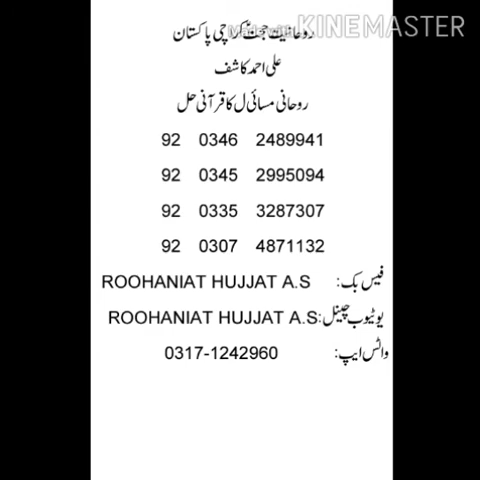 KINEMASTER
روحانیت حجت کراچی پاکستان
علی احمد کاشف
روحانی مسائیل کا قرآنی حل
92 0346 2489941
92 0345 2995094
92 0335 3287307
92 0307 4871132
فیس بک: ROOHANIAT HUJJAT A.S
یوٹیوب چینل: ROOHANIAT HUJJAT A.S
واٹس ایپ: 0317-1242960